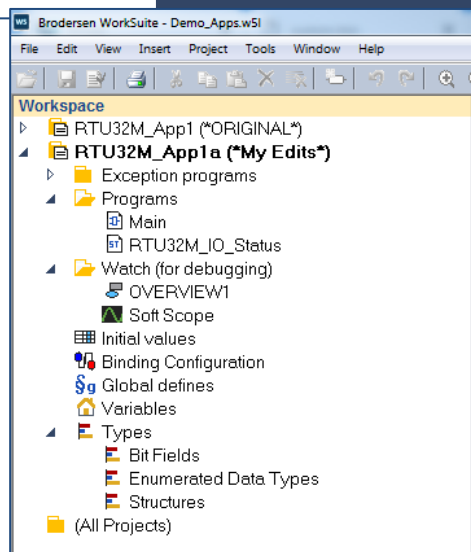 WS Brodersen WorkSuite - Demo_Apps.w5l
File Edit View Insert Project Tools Window Help
Workspace
RTU32M_App1 (*ORIGINAL*)
RTU32M_App1a (*My Edits*)
Exception programs
Programs
Main
ST RTU32M_IO_Status
Watch (for debugging)
OVERVIEW1
Soft Scope
Initial values
Binding Configuration
§g Global defines
Variables
Types
Bit Fields
Enumerated Data Types
Structures
(All Projects)